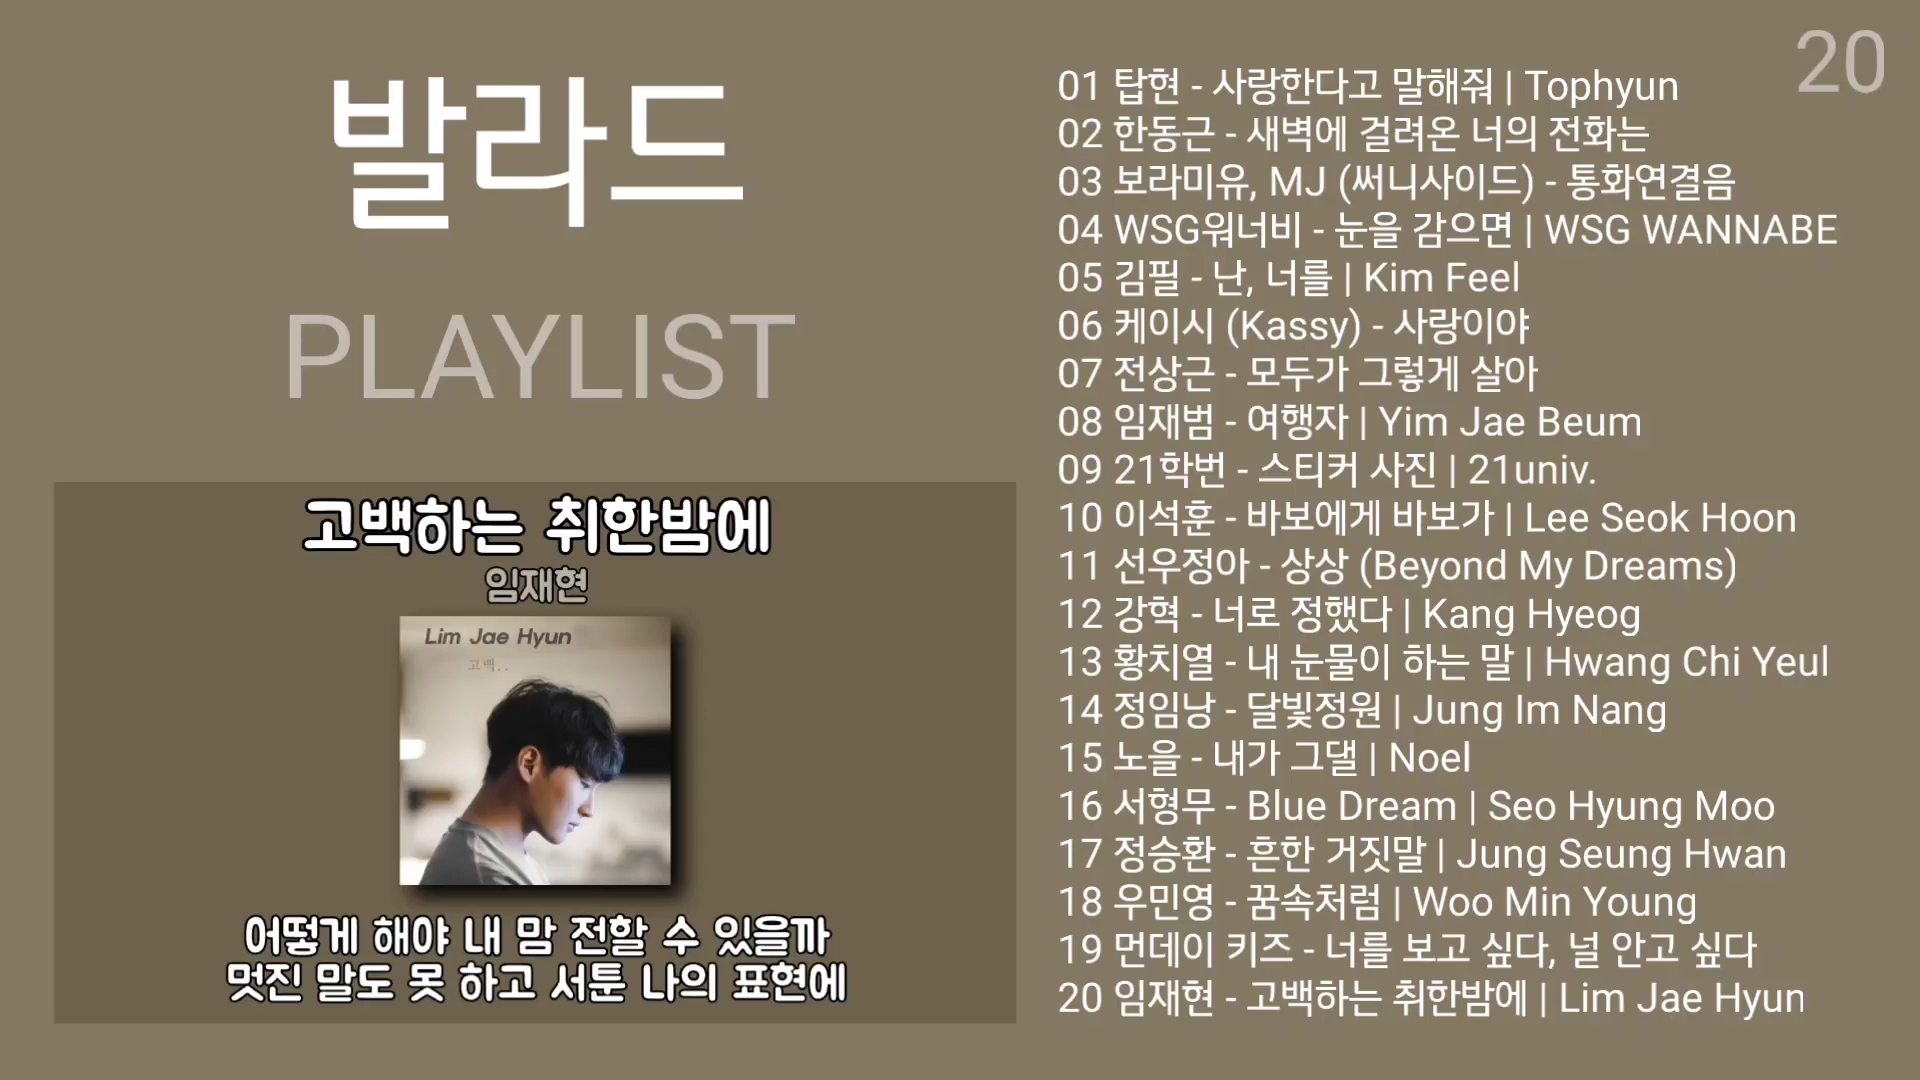 발라드
PLAYLIST
고백하는 취한밤에
임재현
Lim Jae Hyun
고백..
어떻게 해야 내 맘 전할 수 있을까
멋진 말도 못 하고 서툰 나의 표현에
20
01 탑현 - 사랑한다고 말해줘 | Tophyun
02 한동근 - 새벽에 걸려온 너의 전화는
03 보라미유, MJ (써니사이드) - 통화연결음
04 WSG워너비 - 눈을 감으면 | WSG WANNABE
05 김필 - 난, 너를 | Kim Feel
06 케이시 (Kassy) - 사랑이야
07 전상근 - 모두가 그렇게 살아
08 임재범 - 여행자 | Yim Jae Beum
09 21학번 - 스티커 사진 | 21univ.
10 이석훈 - 바보에게 바보가 | Lee Seok Hoon
11 선우정아 - 상상 (Beyond My Dreams)
12 강혁 - 너로 정했다 | Kang Hyeog
13 황치열 - 내 눈물이 하는 말 | Hwang Chi Yeul
14 정임낭 - 달빛정원 | Jung Im Nang
15 노을 - 내가 그댈 | Noel
16 서형무 - Blue Dream | Seo Hyung Moo
17 정승환 - 흔한 거짓말 | Jung Seung Hwan
18 우민영 - 꿈속처럼 | Woo Min Young
19 먼데이 키즈 - 너를 보고 싶다, 널 안고 싶다
20 임재현 - 고백하는 취한밤에 | Lim Jae Hyun